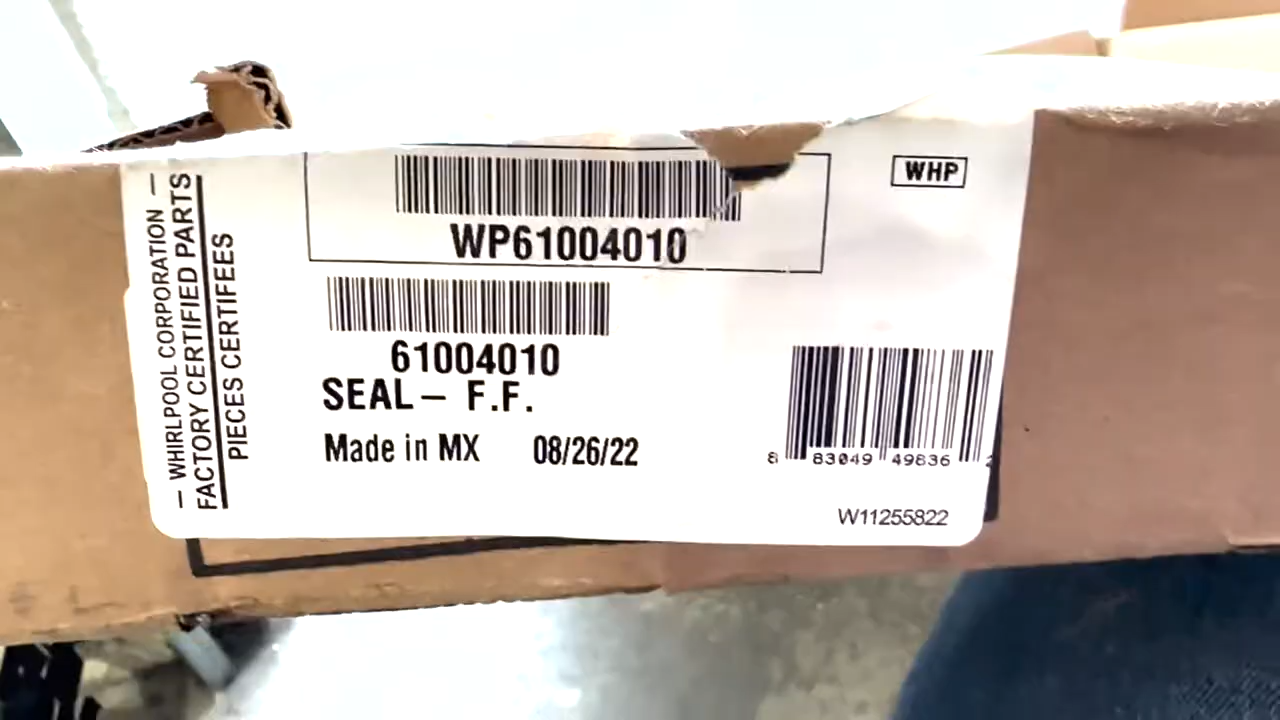 — WHIRLPOOL CORPORATION —
FACTORY CERTIFIED PARTS
PIECES CERTIFEES
WHP
WP61004010
61004010
SEAL– F.F.
Made in MX 08/26/22
8 83049 49836 2
W11255822